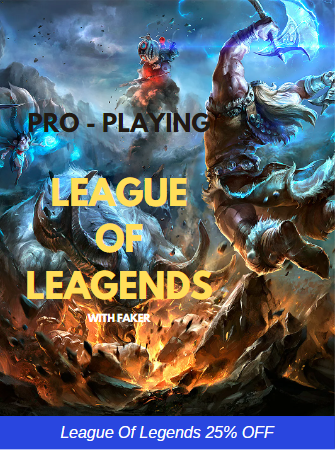 PRO - PLAYING
LEAGUE
OF
LEAGENDS
WITH FAKER
League Of Legends 25% OFF